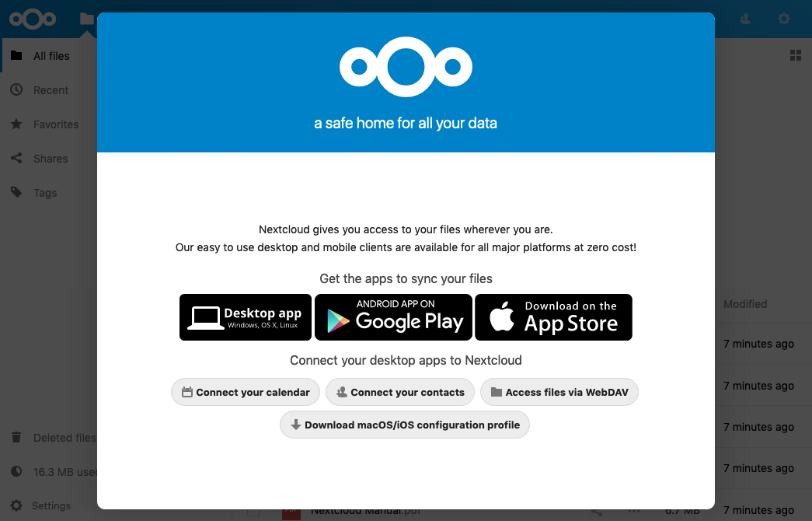 All files
Recent
Favorites
Shares
Tags
a safe home for all your data
Nextcloud gives you access to your files wherever you are.
Our easy to use desktop and mobile clients are available for all major platforms at zero cost!
Get the apps to sync your files
Desktop app
Windows, OS X, Linux
ANDROID APP ON
Google Play
Download on the
App Store
Connect your desktop apps to Nextcloud
Connect your calendar
Connect your contacts
Access files via WebDAV
Download macOS/iOS configuration profile
Modified
7 minutes ago
7 minutes ago
7 minutes ago
7 minutes ago
Deleted files
16.3 MB used
Settings
Nextcloud Manual.pdf
6.7 MB
7 minutes ago